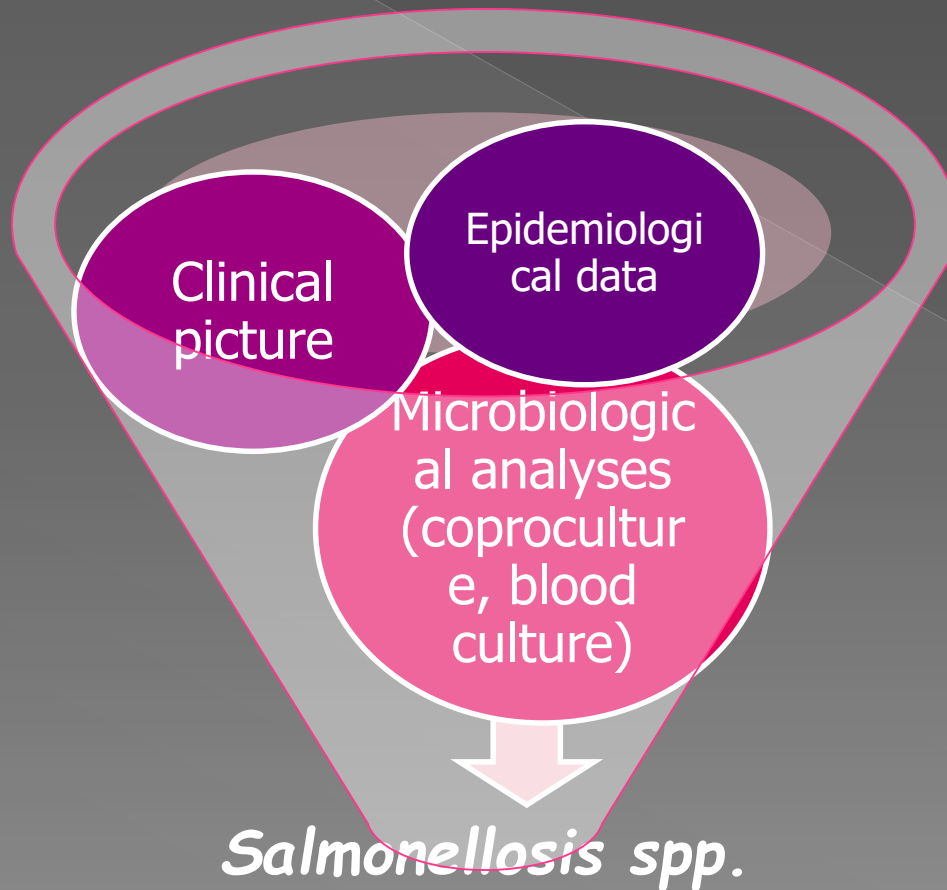 Clinical
picture
Epidemiologi
cal data
Microbiologic
al analyses
(coprocultur
e, blood
culture)
Salmonellosis spp.